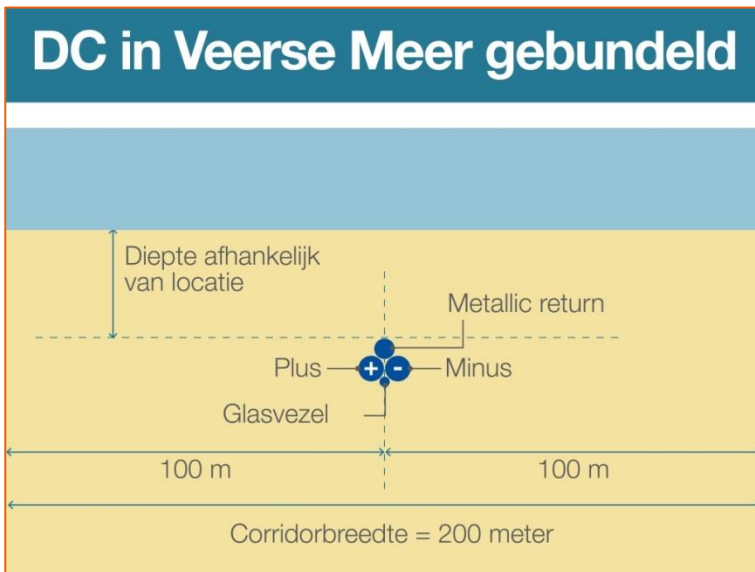 DC in Veerse Meer gebundeld
Diepte afhankelijk
van locatie
Metallic return
Plus
+
-
Minus
Glasvezel
100 m
100 m
Corridorbreedte = 200 meter